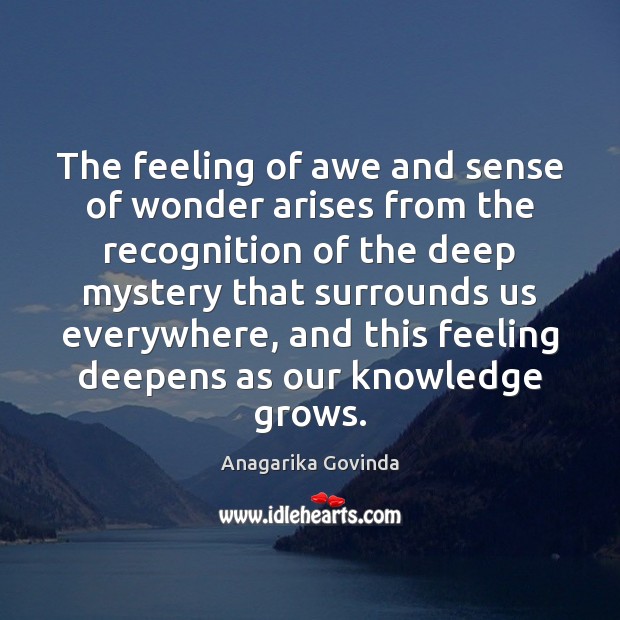 The feeling of awe and sense
of wonder arises from the
recognition of the deep
mystery that surrounds us
everywhere, and this feeling
deepens as our knowledge
grows.
Anagarika Govinda
www.idlehearts.com